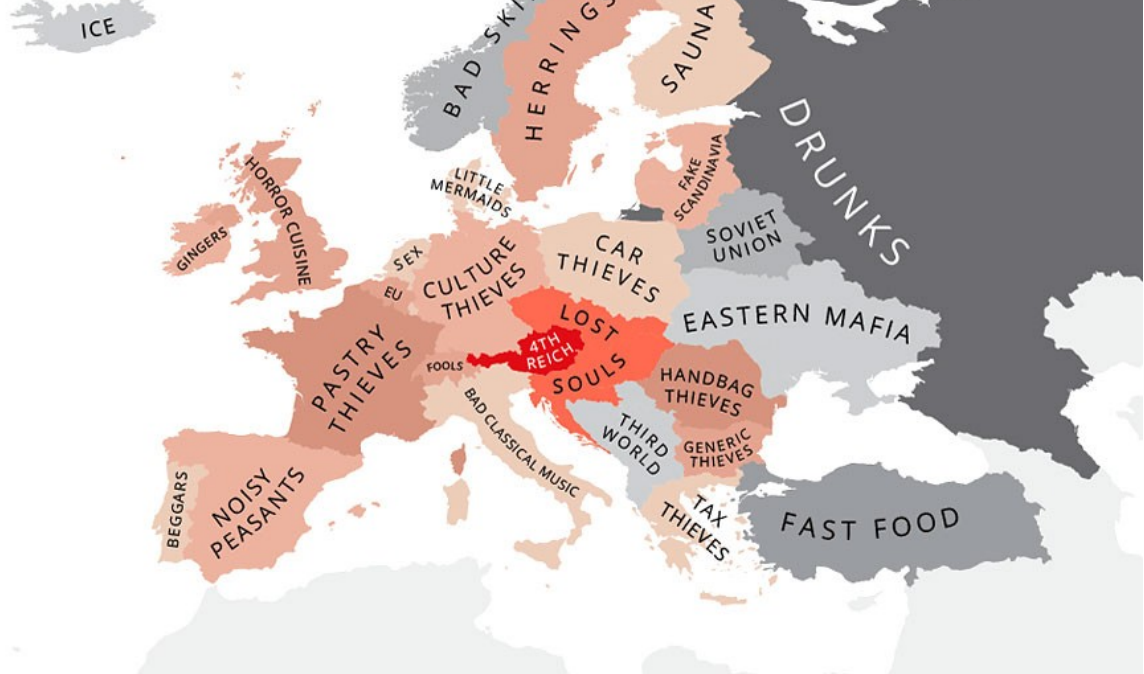 ICE
BAD SKI
HERRINGS
SAUNA
DRUNKS
LITTLE
MERMAIDS
FAKE
SCANDINAVIA
HORROR CUISINE
GINGERS
SEX
EU
CULTURE
THIEVES
CAR
THIEVES
SOVIET
UNION
EASTERN MAFIA
LOST
SOULS
4TH
REICH
FOOLS
PASTRY
THIEVES
HANDBAG
THIEVES
GENERIC
THIEVES
THIRD
WORLD
BAD CLASSICAL MUSIC
BEGGARS
NOISY
PEASANTS
TAX
THIEVES
FAST FOOD